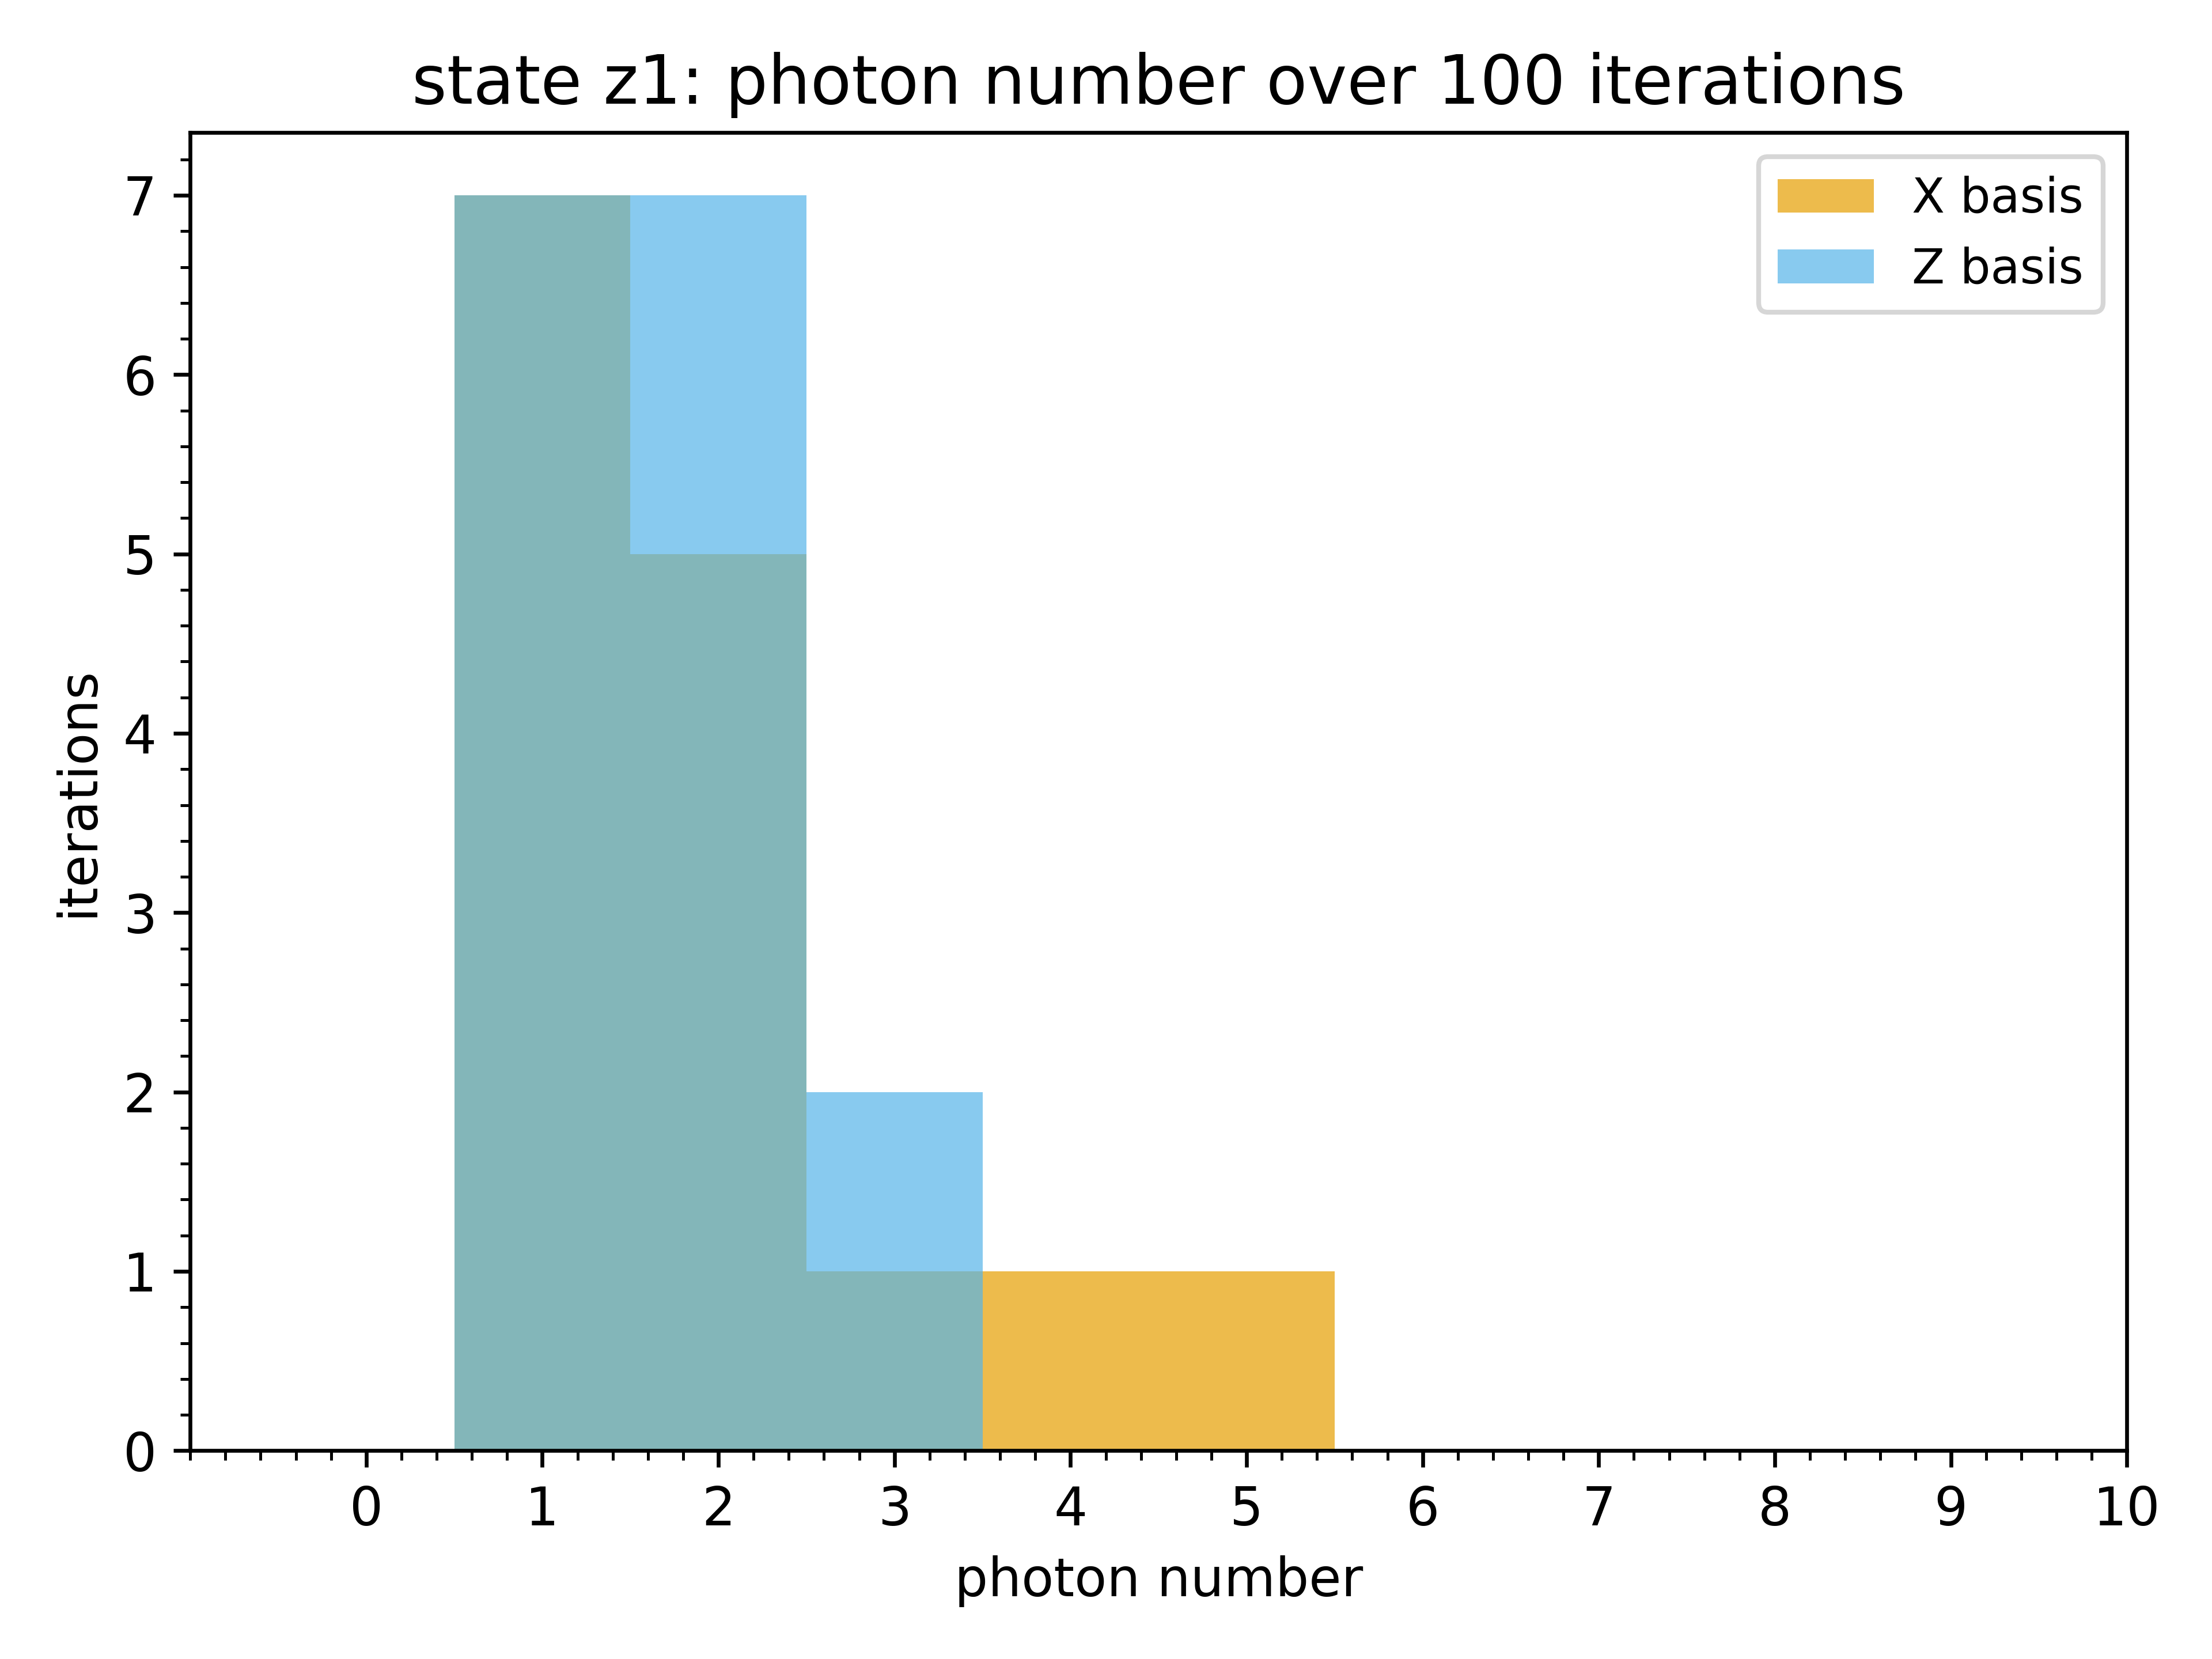 state z1: photon number over 100 iterations
X basis
Z basis
7
6
5
4
3
2
1
0
iterations
0 1 2 3 4 5 6 7 8 9 10
photon number